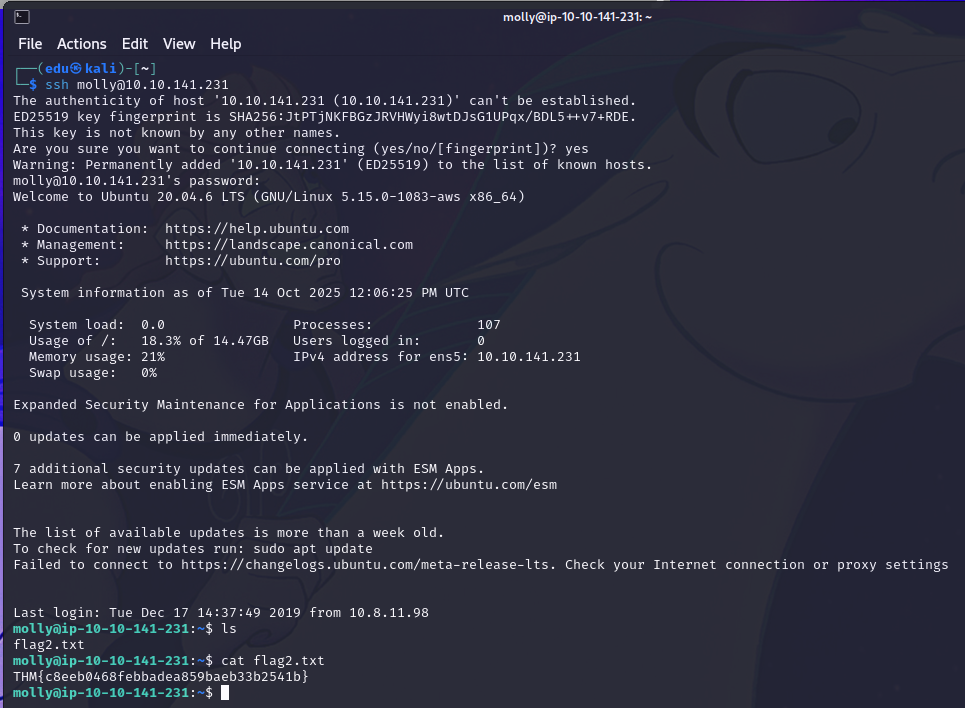 molly@ip-10-10-141-231: ~
File Actions Edit View Help
┌──(edu㉿kali)-[~]
└─$ ssh molly@10.10.141.231
The authenticity of host '10.10.141.231 (10.10.141.231)' can't be established.
ED25519 key fingerprint is SHA256:JtPTjNKFBGzJRVHWyi8wtDJsG1UPqx/BDL5++v7+RDE.
This key is not known by any other names.
Are you sure you want to continue connecting (yes/no/[fingerprint])? yes
Warning: Permanently added '10.10.141.231' (ED25519) to the list of known hosts.
molly@10.10.141.231's password:
Welcome to Ubuntu 20.04.6 LTS (GNU/Linux 5.15.0-1083-aws x86_64)
* Documentation:  https://help.ubuntu.com
* Management:     https://landscape.canonical.com
* Support:        https://ubuntu.com/pro
System information as of Tue 14 Oct 2025 12:06:25 PM UTC
System load:  0.0                Processes:             107
Usage of /:   18.3% of 14.47GB   Users logged in:       0
Memory usage: 21%                IPv4 address for ens5: 10.10.141.231
Swap usage:   0%
Expanded Security Maintenance for Applications is not enabled.
0 updates can be applied immediately.
7 additional security updates can be applied with ESM Apps.
Learn more about enabling ESM Apps service at https://ubuntu.com/esm
The list of available updates is more than a week old.
To check for new updates run: sudo apt update
Failed to connect to https://changelogs.ubuntu.com/meta-release-lts. Check your Internet connection or proxy settings
Last login: Tue Dec 17 14:37:49 2019 from 10.8.11.98
molly@ip-10-10-141-231:~$ ls
flag2.txt
molly@ip-10-10-141-231:~$ cat flag2.txt
THM{c8eeb0468febbadea859baeb33b2541b}
molly@ip-10-10-141-231:~$